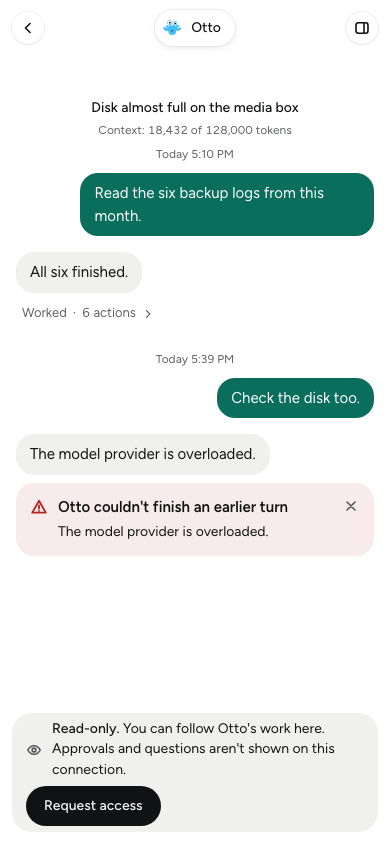 Otto
Disk almost full on the media box
Context: 18,432 of 128,000 tokens
Today 5:10 PM
Read the six backup logs from this
month.
All six finished.
Worked · 6 actions
Today 5:39 PM
Check the disk too.
The model provider is overloaded.
Otto couldn't finish an earlier turn
The model provider is overloaded.
Read-only. You can follow Otto's work here.
Approvals and questions aren't shown on this
connection.
Request access